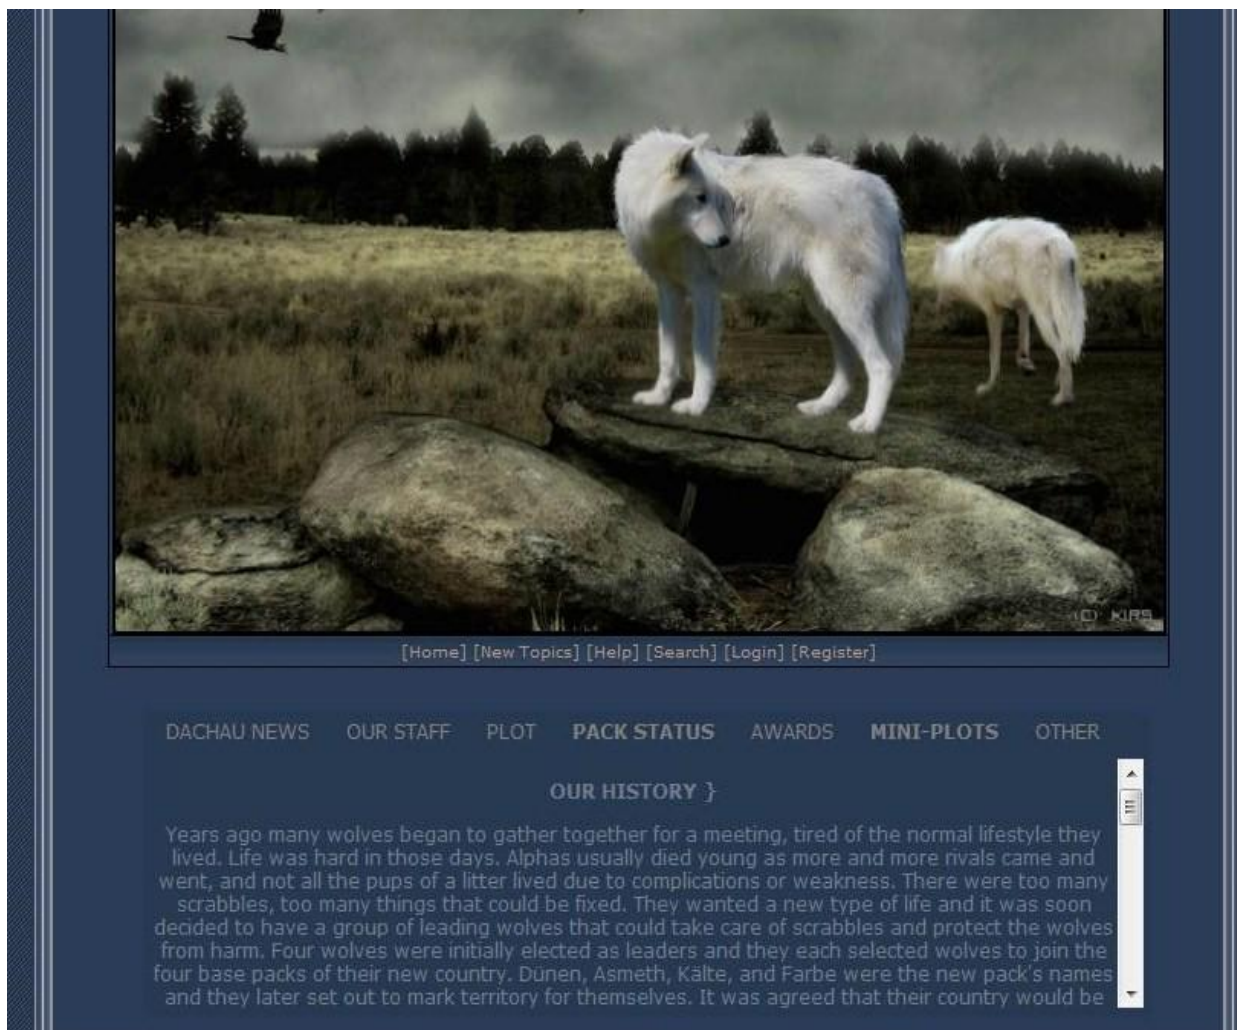 (C) KIRS
[Home] [New Topics] [Help] [Search] [Login] [Register]
DACHAU NEWS OUR STAFF PLOT PACK STATUS AWARDS MINI-PLOTS OTHER
OUR HISTORY }
Years ago many wolves began to gather together for a meeting, tired of the normal lifestyle they
lived. Life was hard in those days. Alphas usually died young as more and more rivals came and
went, and not all the pups of a litter lived due to complications or weakness. There were too many
scrabbles, too many things that could be fixed. They wanted a new type of life and it was soon
decided to have a group of leading wolves that could take care of scrabbles and protect the wolves
from harm. Four wolves were initially elected as leaders and they each selected wolves to join the
four base packs of their new country. Dünen, Asmeth, Kälte, and Farbe were the new pack's names
and they later set out to mark territory for themselves. It was agreed that their country would be